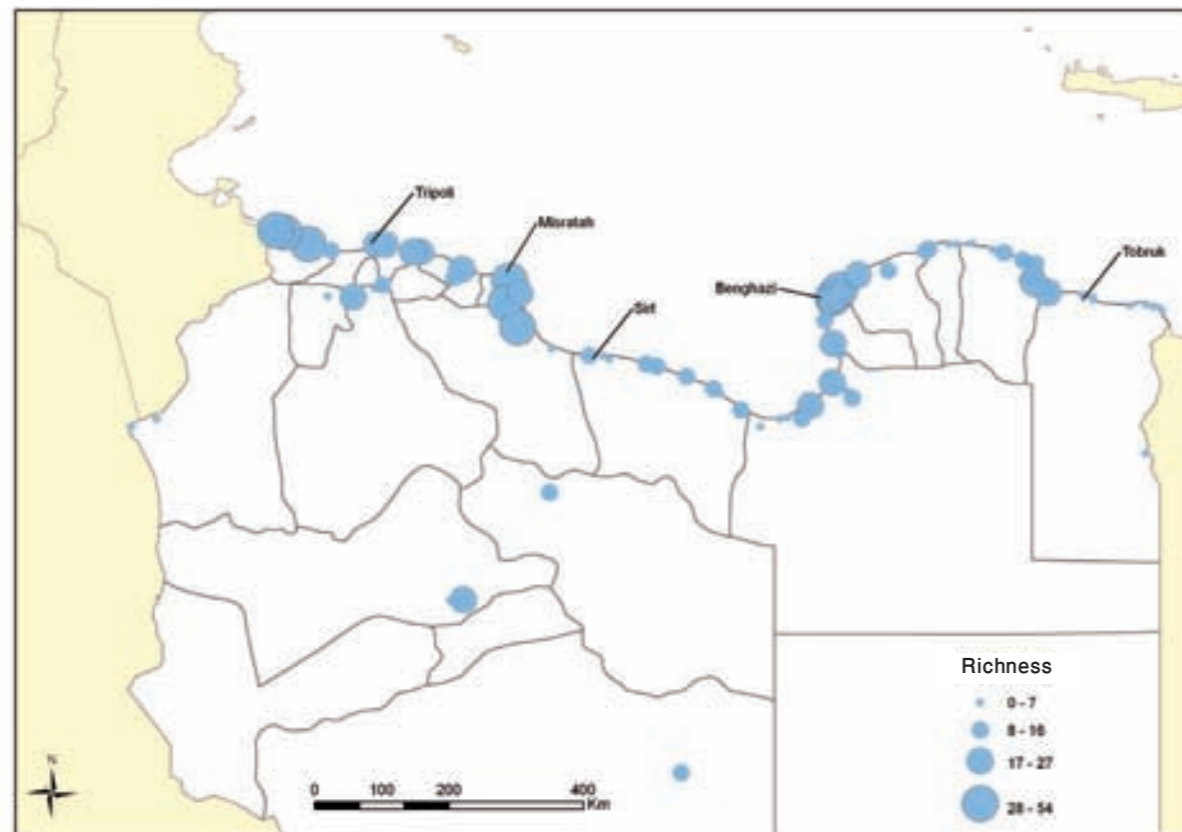 Tripoli
Misratah
Benghazi
Tobruk
Sirt
Richness
0 - 7
8 - 16
17 - 27
28 - 54
N
0 100 200 400
Km